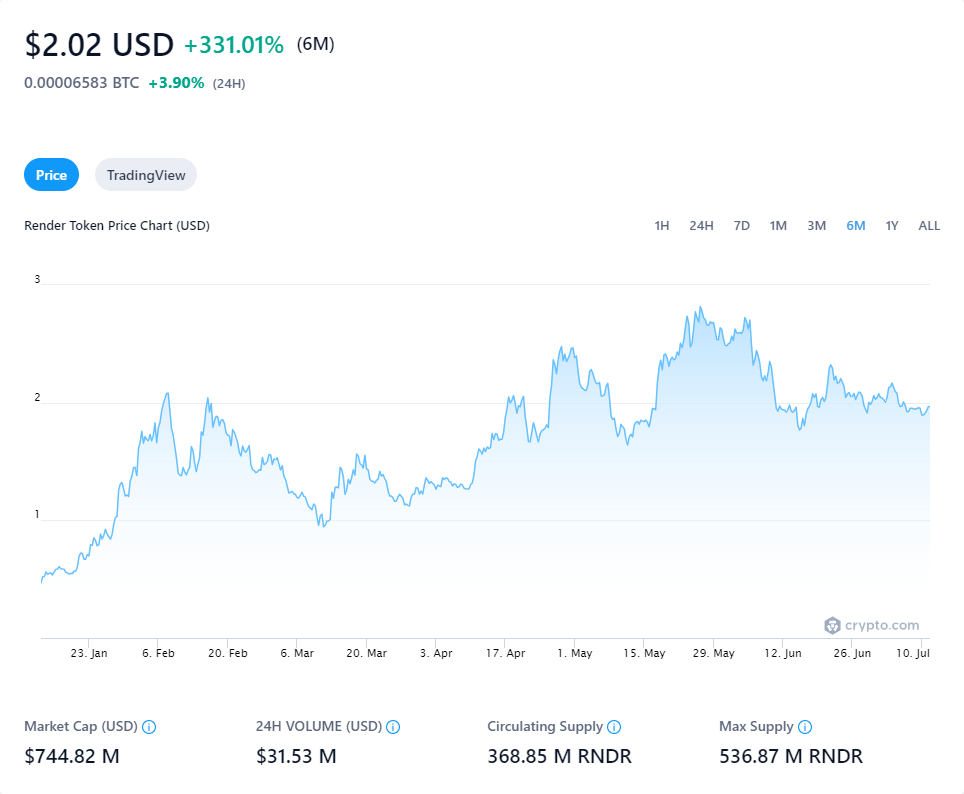 $2.02 USD +331.01% (6M)
0.00006583 BTC +3.90% (24H)
Price TradingView
Render Token Price Chart (USD) 1H 24H 7D 1M 3M 6M 1Y ALL
3
2
1
crypto.com
23. Jan 6. Feb 20. Feb 6. Mar 20. Mar 3. Apr 17. Apr 1. May 15. May 29. May 12. Jun 26. Jun 10. Jul
Market Cap (USD) 24H VOLUME (USD) Circulating Supply Max Supply
$744.82 M $31.53 M 368.85 M RNDR 536.87 M RNDR